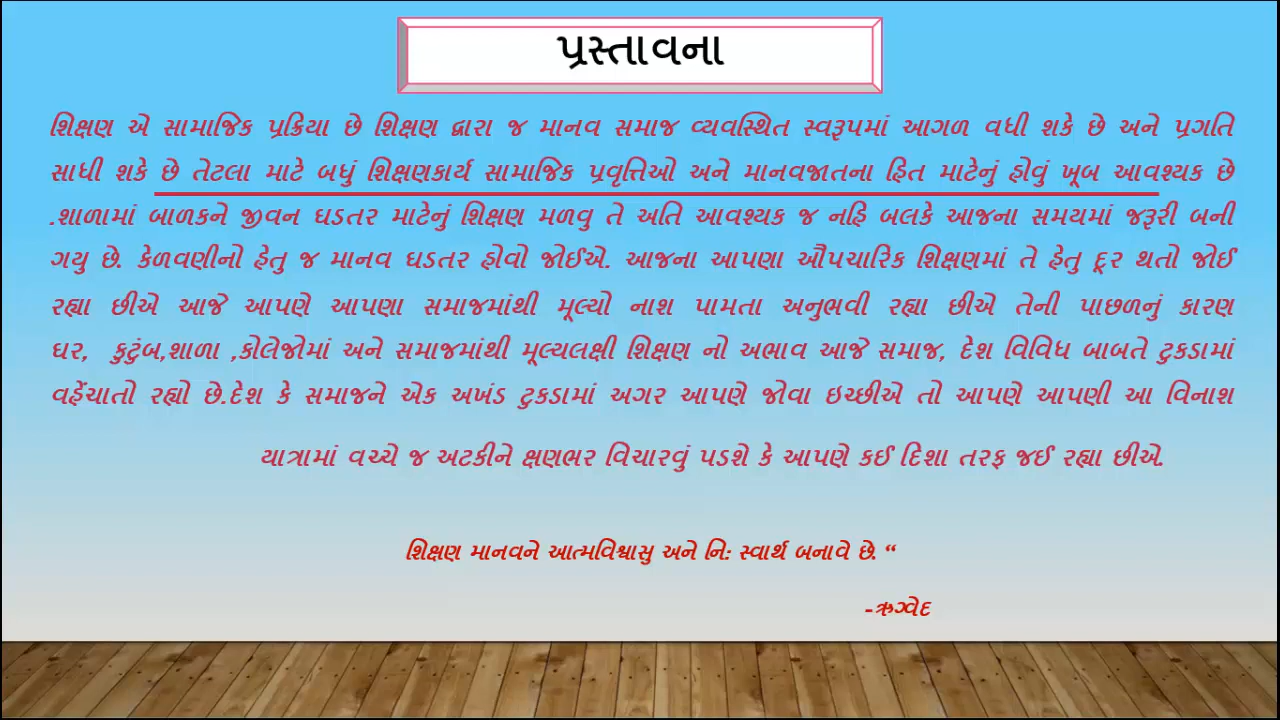 પ્રસ્તાવના
શિક્ષણ એ સામાજિક પ્રક્રિયા છે શિક્ષણ દ્વારા જ માનવ સમાજ વ્યવસ્થિત સ્વરૂપમાં આગળ વધી શકે છે અને પ્રગતિ
સાધી શકે છે તેટલા માટે બધું શિક્ષણકાર્ય સામાજિક પ્રવૃત્તિઓ અને માનવજાતના હિત માટેનું હોવું ખૂબ આવશ્યક છે
.શાળામાં બાળકને જીવન ઘડતર માટેનું શિક્ષણ મળવુ તે અતિ આવશ્યક જ નહિ બલકે આજના સમયમાં જરૂરી બની
ગયુ છે. કેળવણીનો હેતુ જ માનવ ઘડતર હોવો જોઈએ. આજના આપણા ઔપચારિક શિક્ષણમાં તે હેતુ દૂર થતો જોઈ
રહ્યા છીએ આજે આપણે આપણા સમાજમાંથી મૂલ્યો નાશ પામતા અનુભવી રહ્યા છીએ તેની પાછળનું કારણ
ઘર, કુટુંબ,શાળા ,કોલેજોમાં અને સમાજમાંથી મૂલ્યલક્ષી શિક્ષણ નો અભાવ આજે સમાજ, દેશ વિવિધ બાબતે ટુકડામાં
વહેંચાતો રહ્યો છે.દેશ કે સમાજને એક અખંડ ટુકડામાં અગર આપણે જોવા ઇચ્છીએ તો આપણે આપણી આ વિનાશ
યાત્રામાં વચ્ચે જ અટકીને ક્ષણભર વિચારવું પડશે કે આપણે કઈ દિશા તરફ જઈ રહ્યા છીએ.
શિક્ષણ માનવને આત્મવિશ્વાસુ અને નિ: સ્વાર્થ બનાવે છે. “
-ઋગ્વેદ